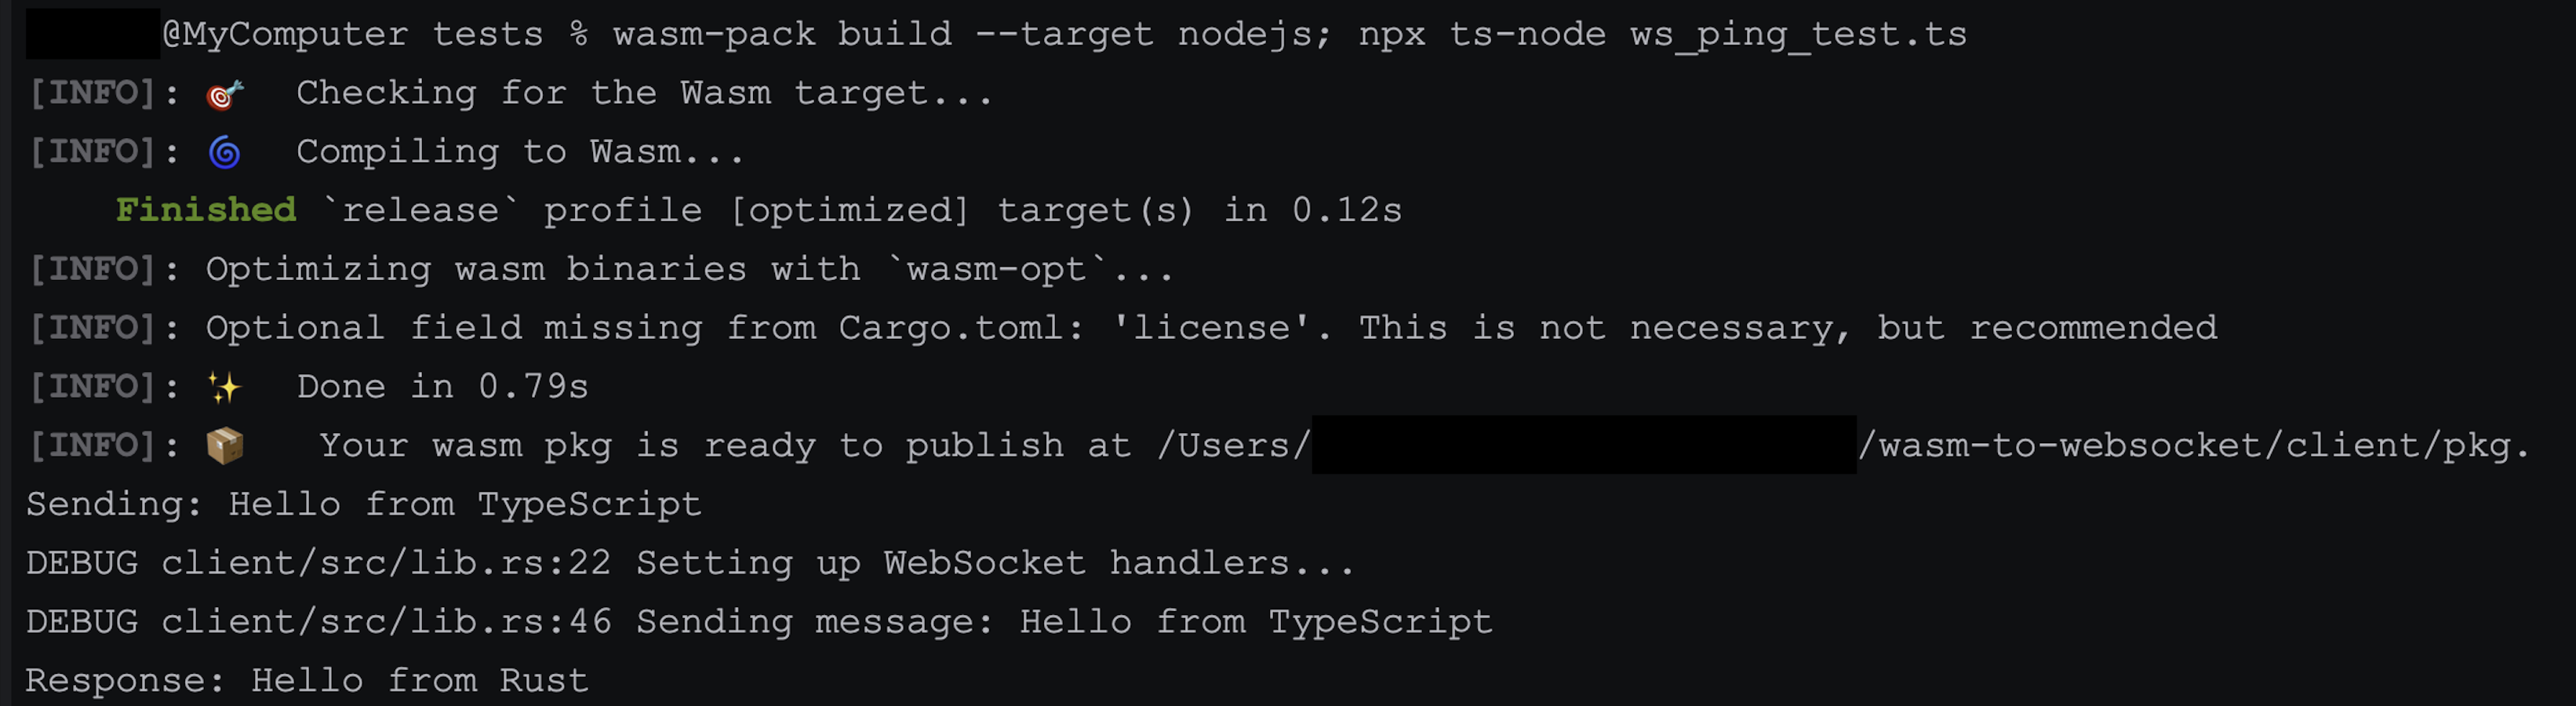 @MyComputer tests % wasm-pack build --target nodejs; npx ts-node ws_ping_test.ts
[INFO]: 🎯  Checking for the Wasm target...
[INFO]: 🌀  Compiling to Wasm...
    Finished `release` profile [optimized] target(s) in 0.12s
[INFO]: Optimizing wasm binaries with `wasm-opt`...
[INFO]: Optional field missing from Cargo.toml: 'license'. This is not necessary, but recommended
[INFO]: ✨  Done in 0.79s
[INFO]: 📦  Your wasm pkg is ready to publish at /Users/ /wasm-to-websocket/client/pkg.
Sending: Hello from TypeScript
DEBUG client/src/lib.rs:22 Setting up WebSocket handlers...
DEBUG client/src/lib.rs:46 Sending message: Hello from TypeScript
Response: Hello from Rust